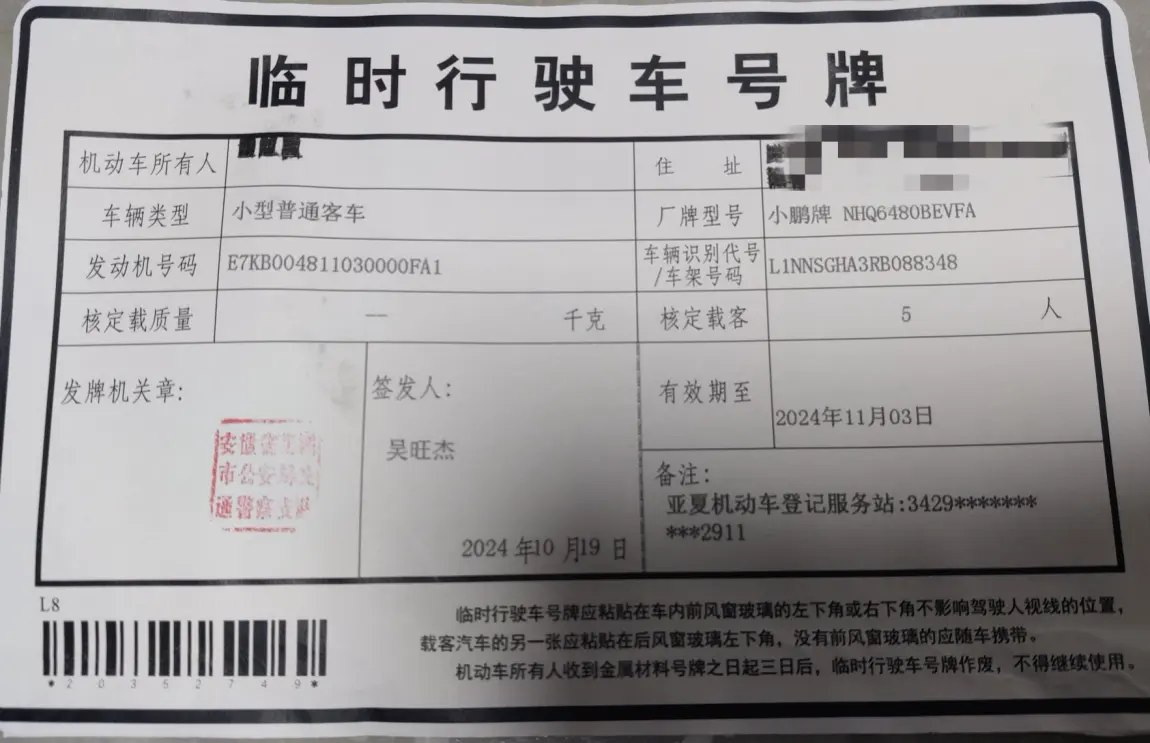 临时行驶车号牌
机动车所有人
住 址
车辆类型 小型普通客车 厂牌型号 小鹏牌 NHQ6480BEVFA
发动机号码 E7KB004811030000FA1 车辆识别代号
/车架号码 L1NNSGHA3RB088348
核定载质量 — 千克 核定载客 5 人
发牌机关章:
市公安局
签发人:
吴旺杰
2024 年10 月19 日
有效期至
2024年11月03日
备注:
亚夏机动车登记服务站:3429*******
***2911
L8
*20352749*
临时行驶车号牌应粘贴在车内前风窗玻璃的左下角或右下角不影响驾驶人视线的位置,
载客汽车的另一张应粘贴在后风窗玻璃左下角,没有前风窗玻璃的应随车携带。
机动车所有人收到金属材料号牌之日起三日后,临时行驶车号牌作废,不得继续使用。